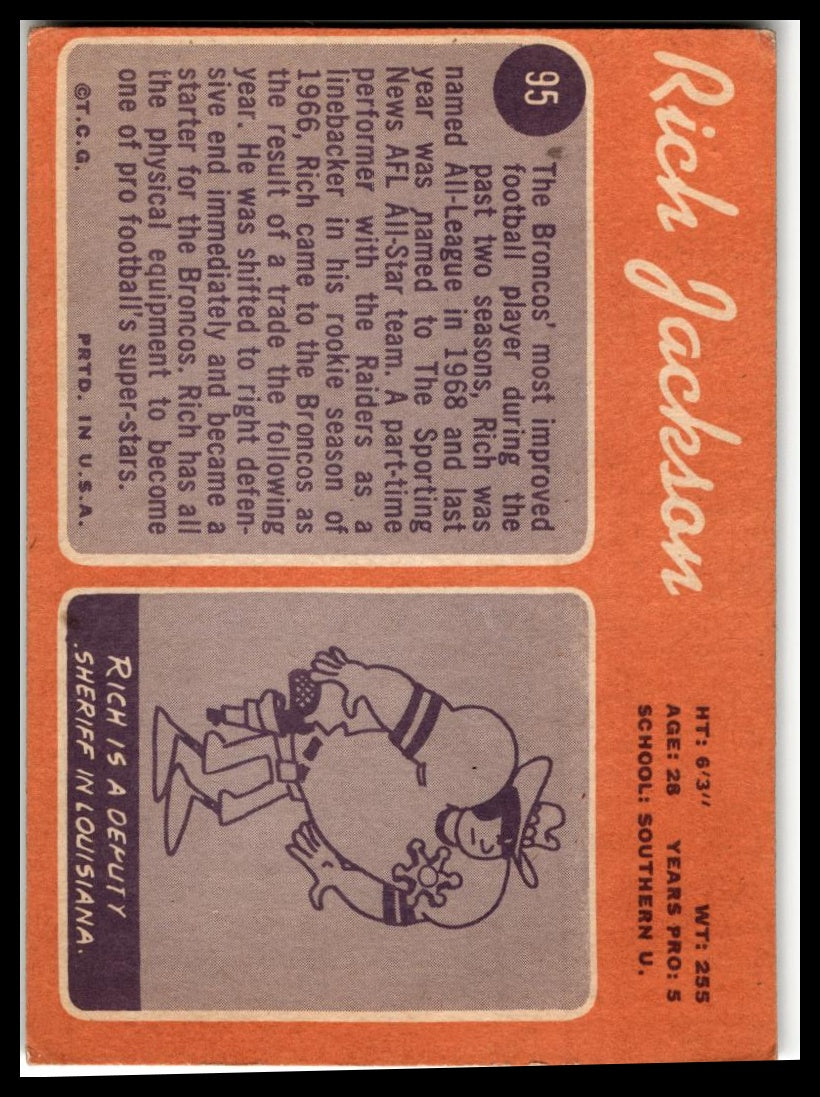 Rich Jackson
HT: 6'3" WT: 255
AGE: 28 YEARS PRO: 5
SCHOOL: SOUTHERN U.
95
The Broncos' most improved
football player during the
past two seasons, Rich was
named All-League in 1968 and last
year was named to The Sporting
News AFL All-Star team. A part-time
performer with the Raiders as a
linebacker in his rookie season of
1966, Rich came to the Broncos as
the result of a trade the following
year. He was shifted to right defen-
sive end immediately and became a
starter for the Broncos. Rich has all
the physical equipment to become
one of pro football's super-stars.
©T.C.G. PRTD. IN U.S.A.
RICH IS A DEPUTY
SHERIFF IN LOUISIANA.